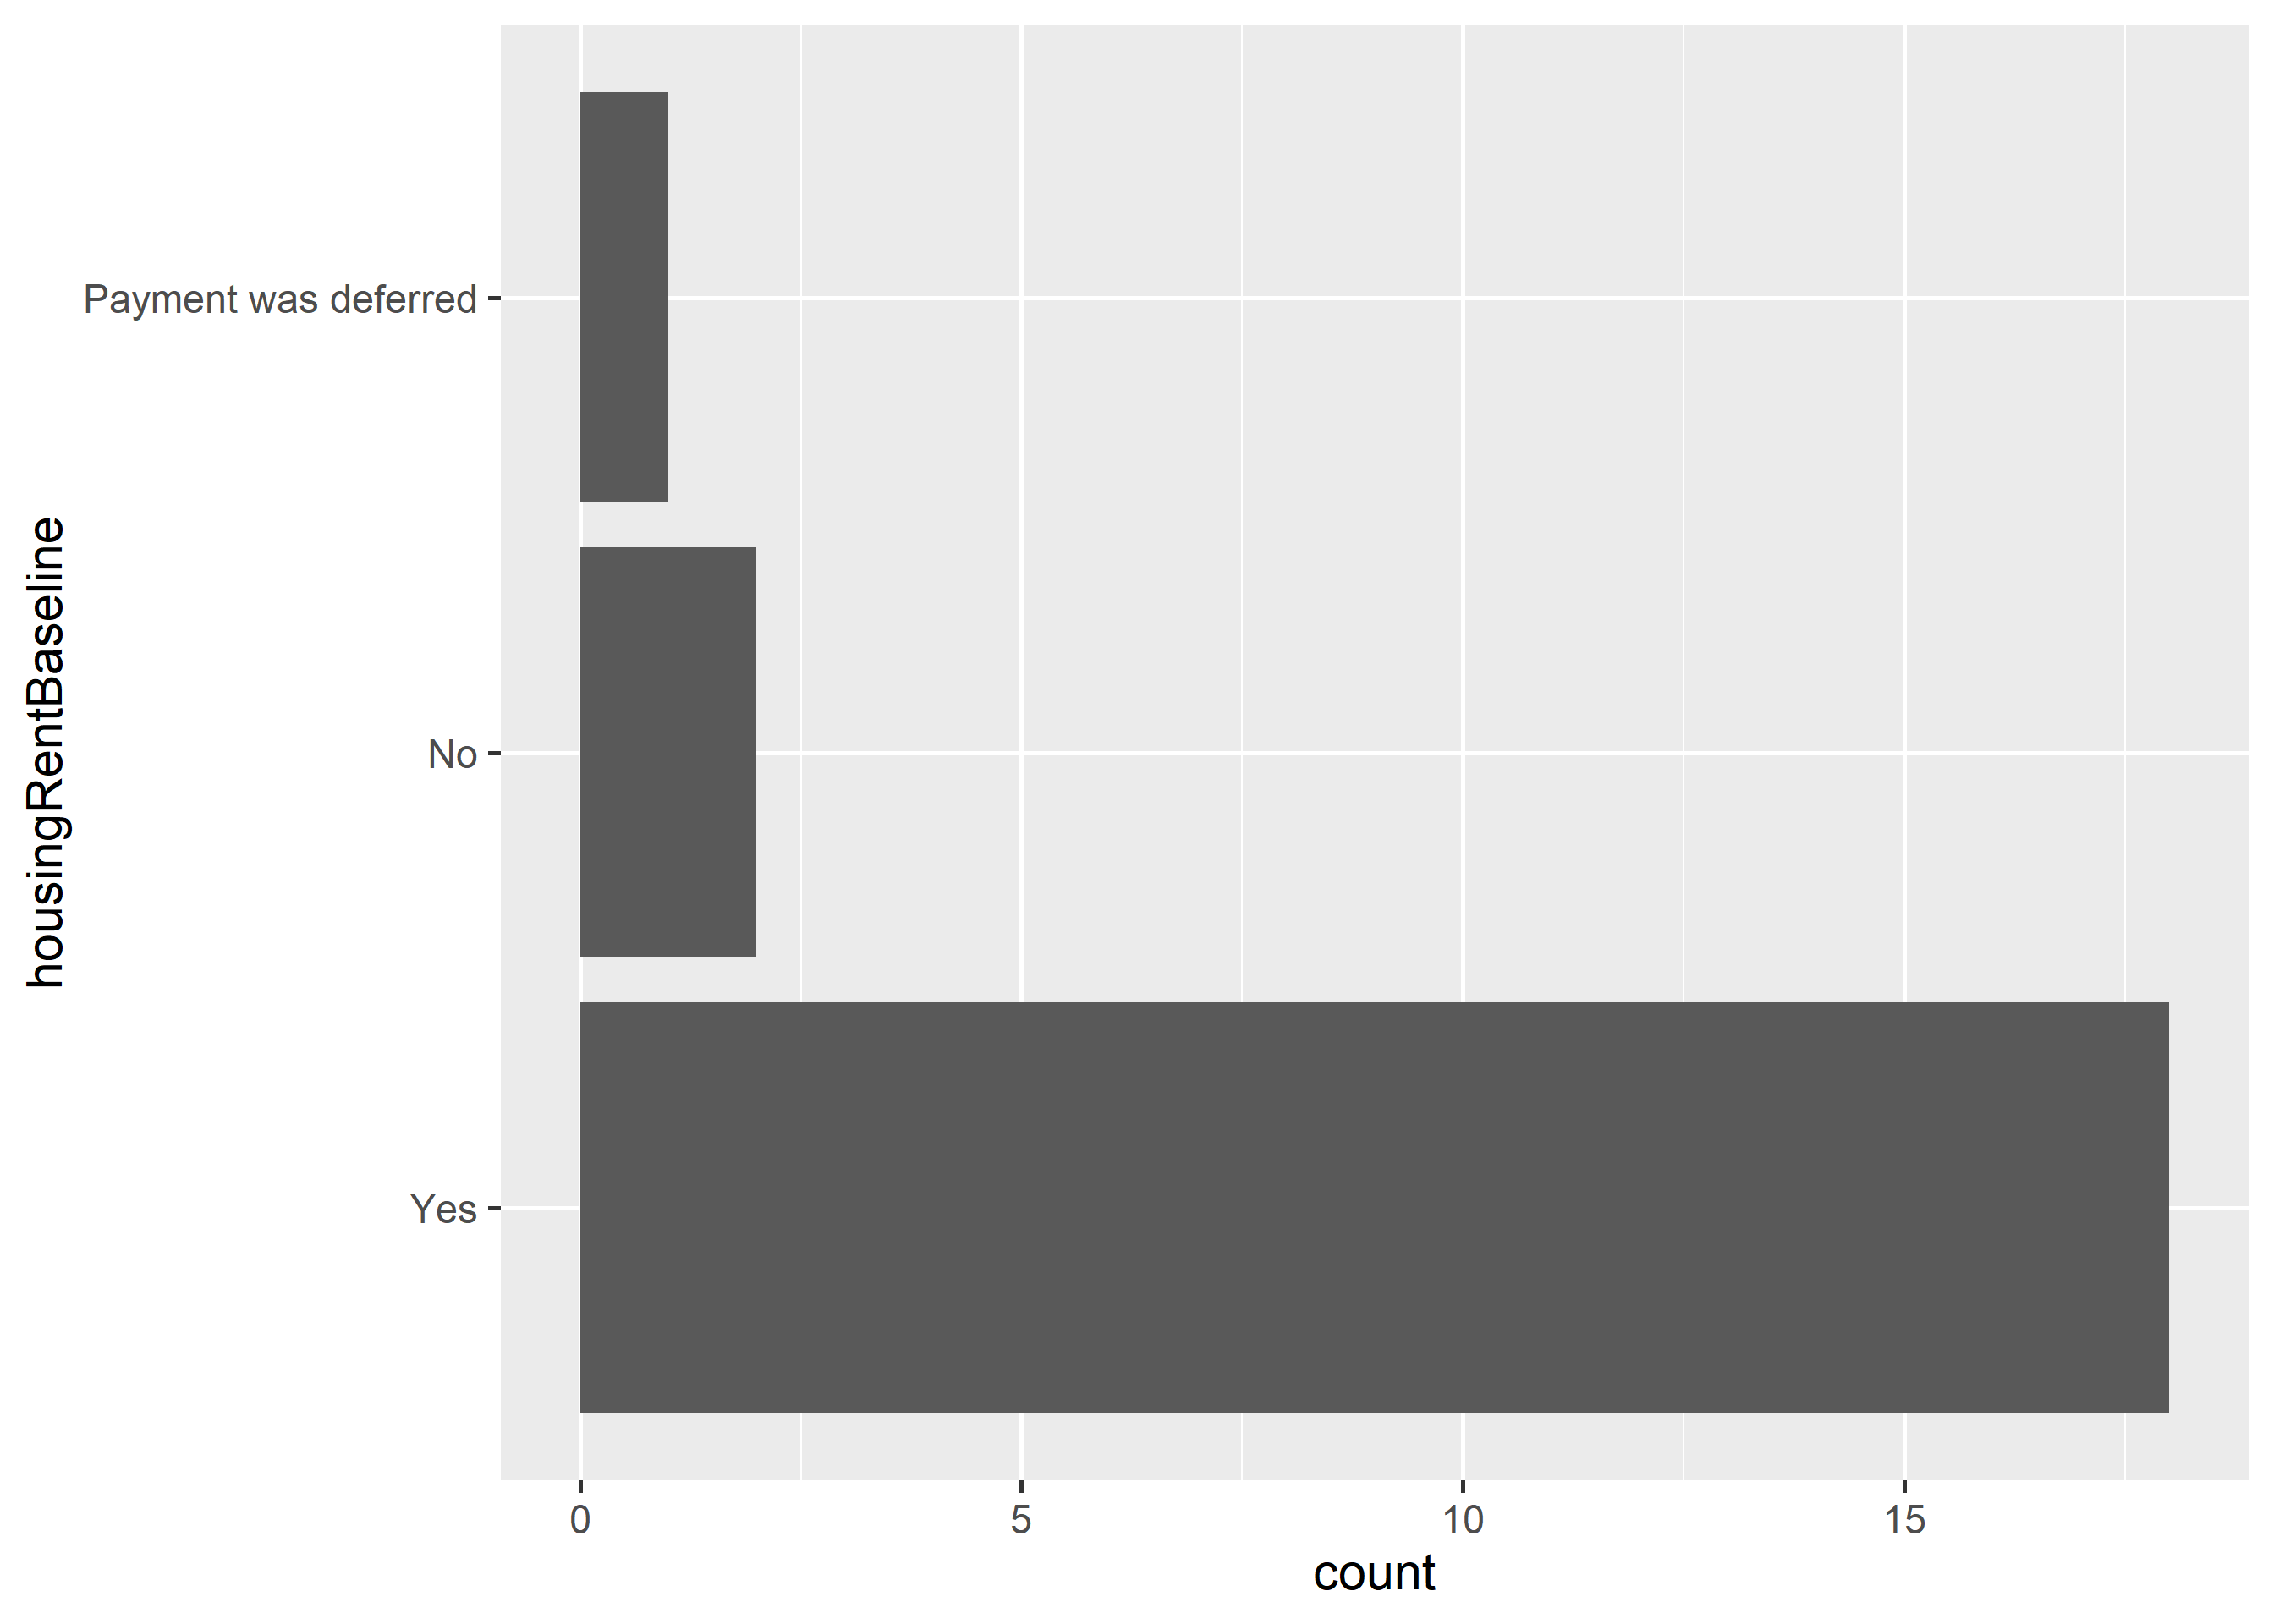 housingRentBaseline
Payment was deferred
No
Yes
0 5 10 15
count